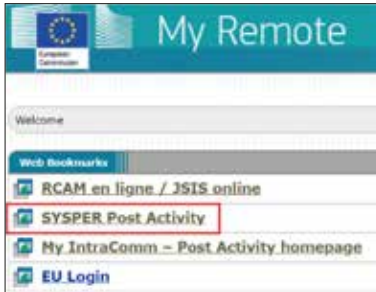 My Remote
European
Commission
Welcome
Web Bookmarks
RCAM en ligne / JSIS online
SYSPER Post Activity
My IntraComm – Post Activity homepage
EU Login